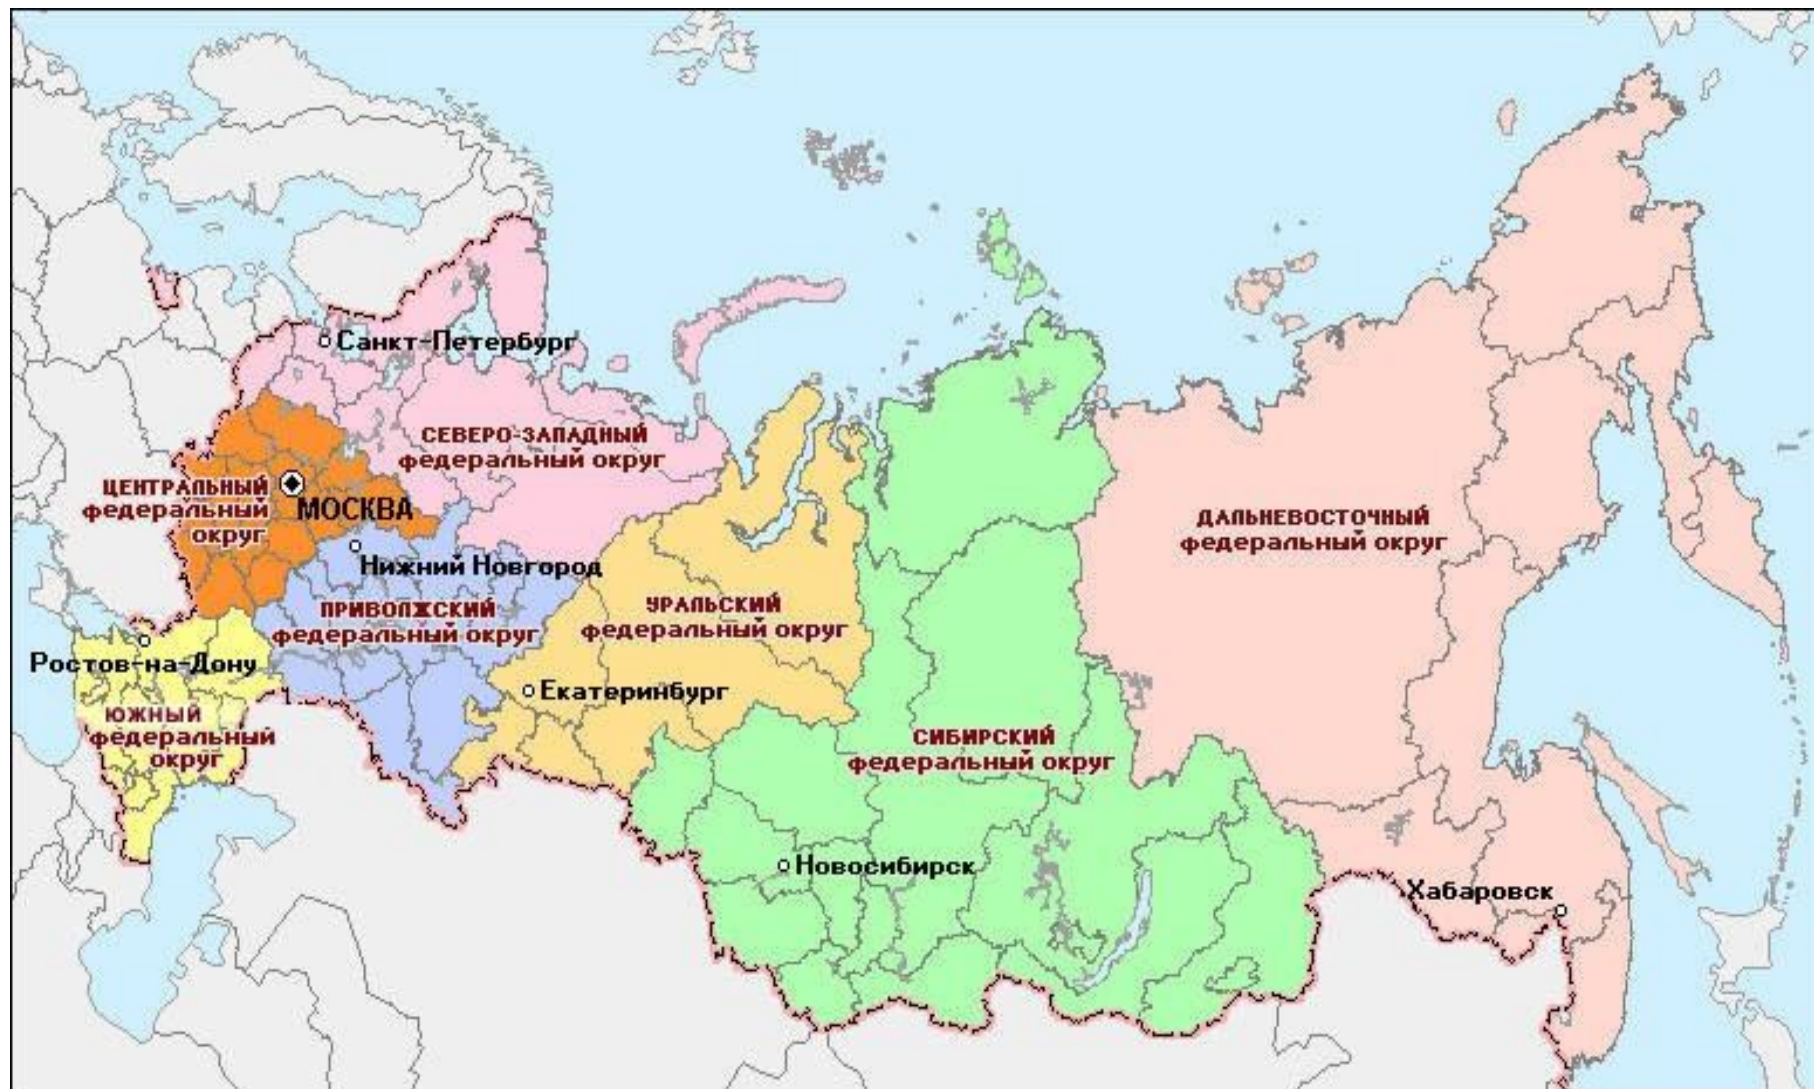 Санкт-Петербург
СЕВЕРО-ЗАПАДНЫЙ
федеральный округ
ЦЕНТРАЛЬНЫЙ
федеральный
округ
МОСКВА
Нижний Новгород
ПРИВОЛЖСКИЙ
федеральный округ
УРАЛЬСКИЙ
федеральный округ
ДАЛЬНЕВОСТОЧНЫЙ
федеральный округ
Ростов-на-Дону
Екатеринбург
ЮЖНЫЙ
федеральный
округ
СИБИРСКИЙ
федеральный округ
Новосибирск
Хабаровск